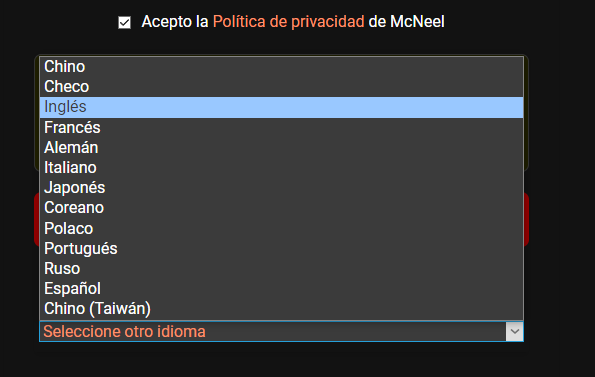 Acepto la Política de privacidad de McNeel
Chino
Checo
Inglés
Francés
Alemán
Italiano
Japonés
Coreano
Polaco
Portugués
Ruso
Español
Chino (Taiwán)
Seleccione otro idioma